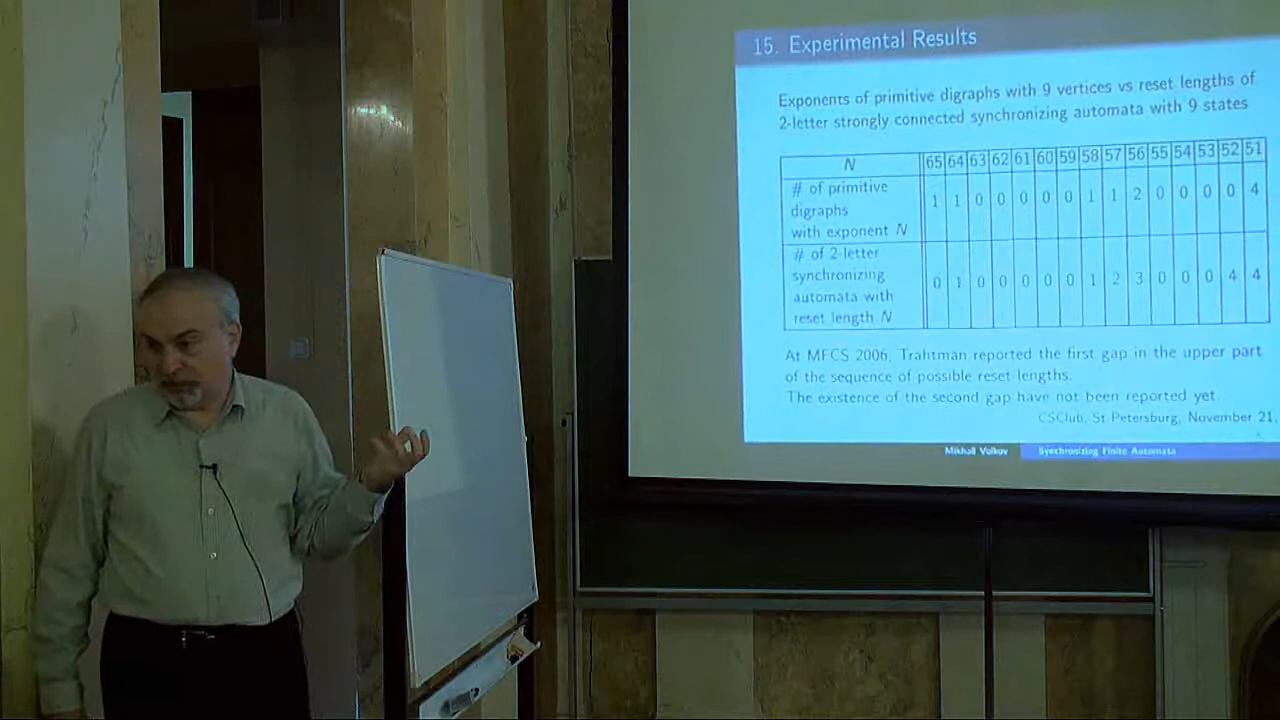 15. Experimental Results
Exponents of primitive digraphs with 9 vertices vs reset lengths of
2-letter strongly connected synchronizing automata with 9 states
N 65 64 63 62 61 60 59 58 57 56 55 54 53 52 51
# of primitive
digraphs
with exponent N
1 1 0 0 0 0 0 1 1 2 0 0 0 0 4
# of 2-letter
synchronizing
automata with
reset length N
0 1 0 0 0 0 0 1 2 3 0 0 0 4 4
At MFCS 2006, Trahtman reported the first gap in the upper part
of the sequence of possible reset lengths.
The existence of the second gap have not been reported yet.
CSClub, St.Petersburg, November 21,
Mikhail Volkov Synchronizing Finite Automata